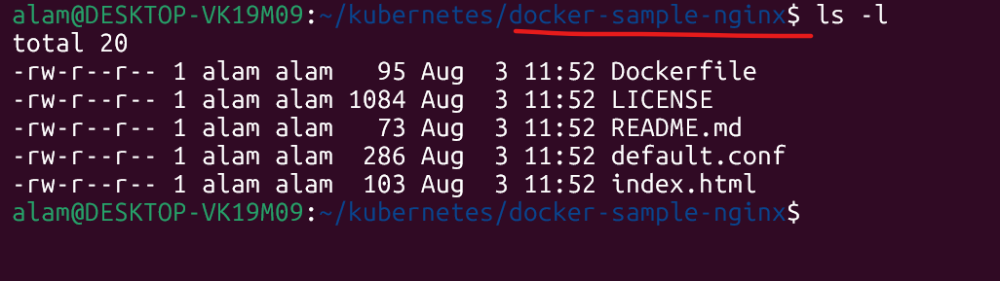 alam@DESKTOP-VK19M09:~/kubernetes/docker-sample-nginx$ ls -l
total 20
-rw-r--r-- 1 alam alam   95 Aug  3 11:52 Dockerfile
-rw-r--r-- 1 alam alam 1084 Aug  3 11:52 LICENSE
-rw-r--r-- 1 alam alam   73 Aug  3 11:52 README.md
-rw-r--r-- 1 alam alam  286 Aug  3 11:52 default.conf
-rw-r--r-- 1 alam alam  103 Aug  3 11:52 index.html
alam@DESKTOP-VK19M09:~/kubernetes/docker-sample-nginx$